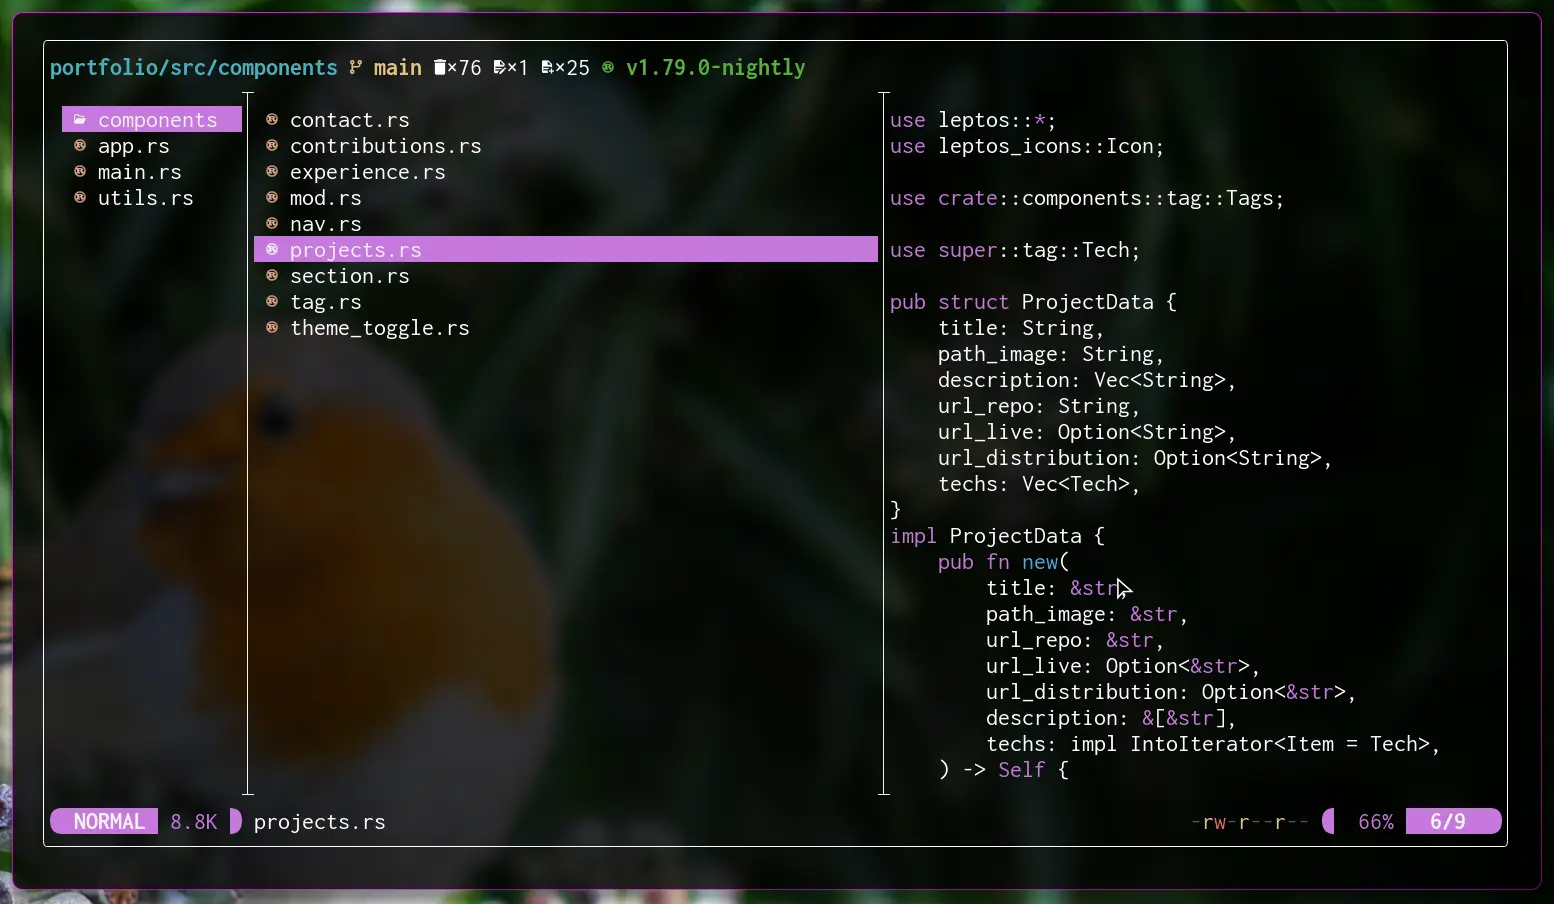 portfolio/src/components main ×76 ×1 ×25 v1.79.0-nightly
components
app.rs
main.rs
utils.rs
contact.rs
contributions.rs
experience.rs
mod.rs
nav.rs
projects.rs
section.rs
tag.rs
theme_toggle.rs
use leptos::*;
use leptos_icons::Icon;
use crate::components::tag::Tags;
use super::tag::Tech;
pub struct ProjectData {
    title: String,
    path_image: String,
    description: Vec<String>,
    url_repo: String,
    url_live: Option<String>,
    url_distribution: Option<String>,
    techs: Vec<Tech>,
}
impl ProjectData {
    pub fn new(
        title: &str,
        path_image: &str,
        url_repo: &str,
        url_live: Option<&str>,
        url_distribution: Option<&str>,
        description: &[&str],
        techs: impl IntoIterator<Item = Tech>,
    ) -> Self {
NORMAL 8.8K projects.rs -rw-r--r-- 66% 6/9